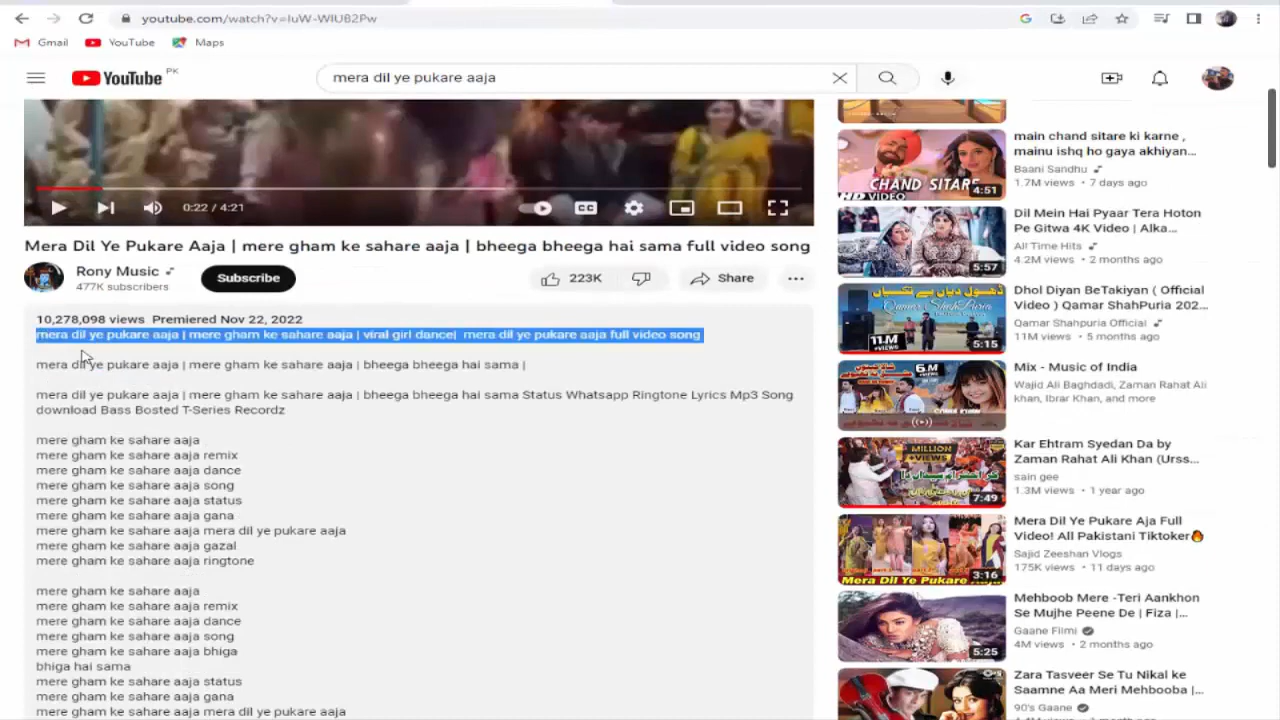 youtube.com/watch?v=IuW-WIU82Pw
Gmail
YouTube
Maps
YouTube PK
mera dil ye pukare aaja
0:22 / 4:21
CC
Mera Dil Ye Pukare Aaja | mere gham ke sahare aaja | bheega bheega hai sama full video song
Rony Music
477K subscribers
Subscribe
223K
Share
10,278,098 views Premiered Nov 22, 2022
mera dil ye pukare aaja | mere gham ke sahare aaja | viral girl dance| mera dil ye pukare aaja full video song
mera dil ye pukare aaja | mere gham ke sahare aaja | bheega bheega hai sama |
mera dil ye pukare aaja | mere gham ke sahare aaja | bheega bheega hai sama Status Whatsapp Ringtone Lyrics Mp3 Song
download Bass Bosted T-Series Recordz
mere gham ke sahare aaja
mere gham ke sahare aaja remix
mere gham ke sahare aaja dance
mere gham ke sahare aaja song
mere gham ke sahare aaja status
mere gham ke sahare aaja gana
mere gham ke sahare aaja mera dil ye pukare aaja
mere gham ke sahare aaja gazal
mere gham ke sahare aaja ringtone
mere gham ke sahare aaja
mere gham ke sahare aaja remix
mere gham ke sahare aaja dance
mere gham ke sahare aaja song
mere gham ke sahare aaja bhiga
bhiga hai sama
mere gham ke sahare aaja status
mere gham ke sahare aaja gana
mere gham ke sahare aaja mera dil ye pukare aaja
CHAND SITARE
HD VIDEO
4:51
main chand sitare ki karne ,
mainu ishq ho gaya akhiyan...
Baani Sandhu
1.7M views • 7 days ago
5:57
Dil Mein Hai Pyaar Tera Hoton
Pe Gitwa 4K Video | Alka...
All Time Hits
4.2M views • 2 months ago
Qamar ShahPuria
11.M
VIEWS
5:15
Dhol Diyan BeTakiyan ( Official
Video ) Qamar ShahPuria 202...
Qamar Shahpuria Official
11M views • 5 months ago
6.M
VIEWS
Mix - Music of India
Wajid Ali Baghdadi, Zaman Rahat Ali
khan, Ibrar Khan, and more
MILLION
+VIEWS
7:49
Kar Ehtram Syedan Da by
Zaman Rahat Ali Khan (Urss...
sain gee
1.3M views • 1 year ago
Mera Dil Ye Pukare Aaja
3:16
Mera Dil Ye Pukare Aja Full
Video! All Pakistani Tiktoker🔥
Sajid Zeeshan Vlogs
175K views • 11 days ago
5:25
Mehboob Mere -Teri Aankhon
Se Mujhe Peene De | Fiza |...
Gaane Filmi
4M views • 2 months ago
Zara Tasveer Se Tu Nikal ke
Saamne Aa Meri Mehbooba |...
90's Gaane